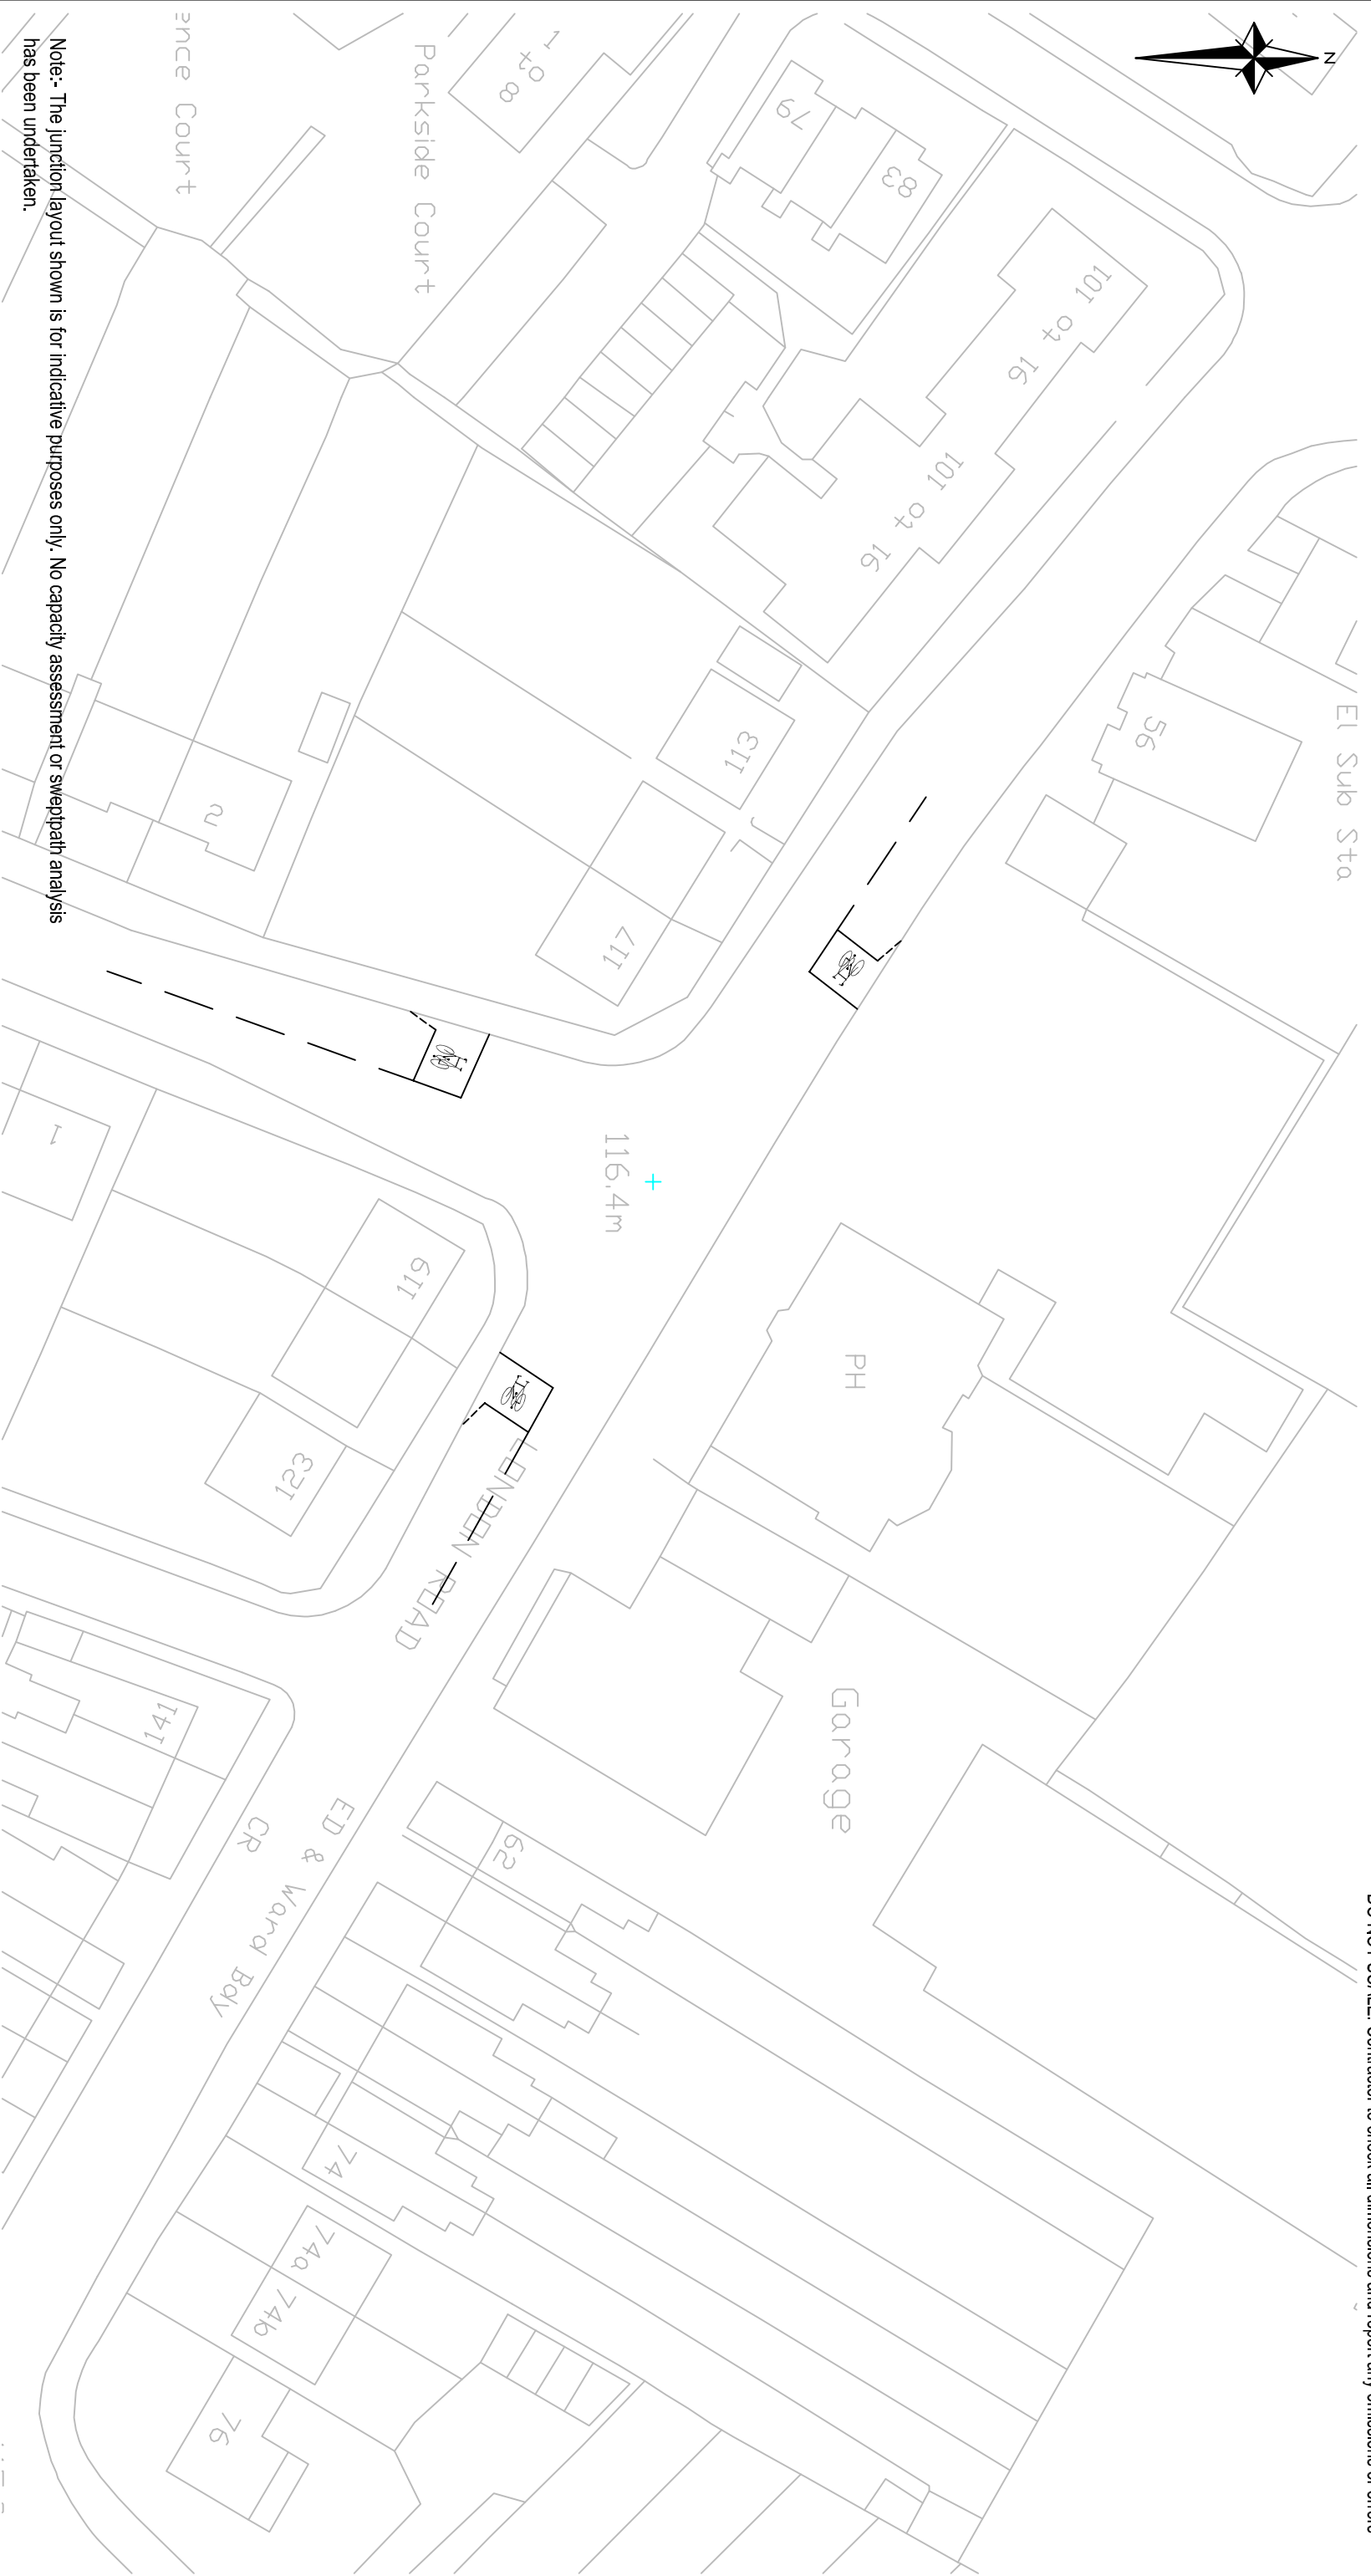 N
ence Court
Parkside Court
1
to
8
79
83
91 to 101
91 to 101
El Sub Sta
56
113
117
2
1
116.4m
119
123
PH
LONDON ROAD
Garage
141
ED & Ward Bdy
CR
62
74
74a
74b
76
Note:- The junction layout shown is for indicative purposes only. No capacity assessment or sweptpath analysis
has been undertaken.